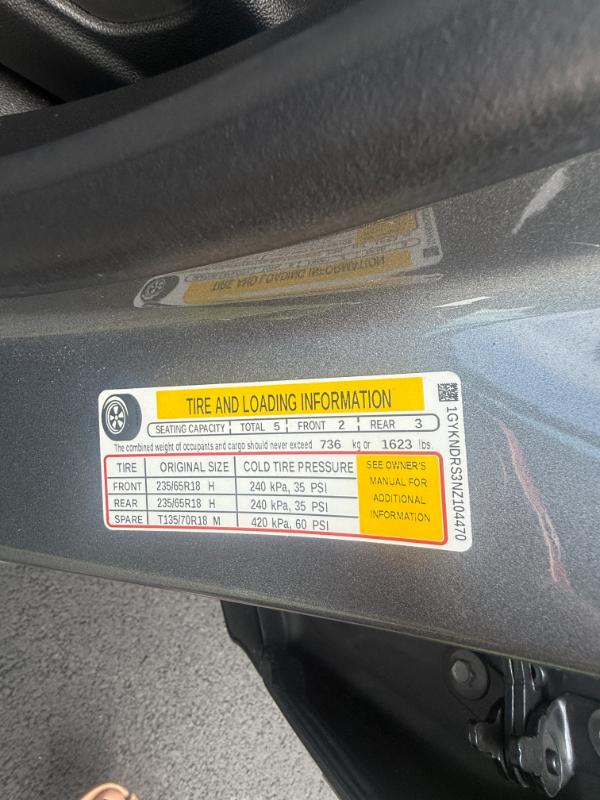 TIRE AND LOADING INFORMATION
SEATING CAPACITY TOTAL 5 FRONT 2 REAR 3
The combined weight of occupants and cargo should never exceed 736 kg or 1623 lbs.
TIRE ORIGINAL SIZE COLD TIRE PRESSURE
FRONT 235/65R18 H 240 kPa, 35 PSI
REAR 235/65R18 H 240 kPa, 35 PSI
SPARE T135/70R18 M 420 kPa, 60 PSI
SEE OWNER'S
MANUAL FOR
ADDITIONAL
INFORMATION
1GYKNDRS3NZ104470